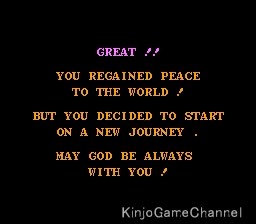 GREAT !!
YOU REGAINED PEACE
TO THE WORLD !
BUT YOU DECIDED TO START
ON A NEW JOURNEY .
MAY GOD BE ALWAYS
WITH YOU !
KinjoGameChannel